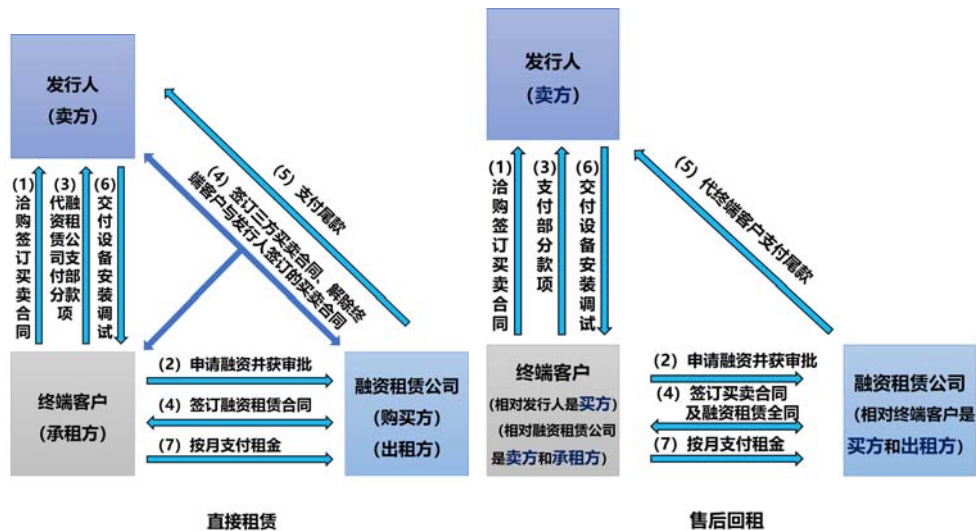 发行人
（卖方）
(1)洽购签订买卖合同
(3)代融资租赁公司支付部分款项
(6)交付设备安装调试
(4) 签订三方买卖合同、解除终
端客户与发行人签订的买卖合同
(5) 支付尾款
终端客户
（承租方）
(2) 申请融资并获审批
(4) 签订融资租赁合同
(7) 按月支付租金
融资租赁公司
（购买方）
（出租方）
直接租赁
发行人
（卖方）
(1)洽购签订买卖合同
(3)支付部分款项
(6)交付设备安装调试
(5) 代终端客户支付尾款
终端客户
（相对发行人是买方）
（相对融资租赁公司
是卖方和承租方）
(2) 申请融资并获审批
(4) 签订买卖合同
及融资租赁全同
(7) 按月支付租金
融资租赁公司
（相对终端客户是
买方和出租方）
售后回租